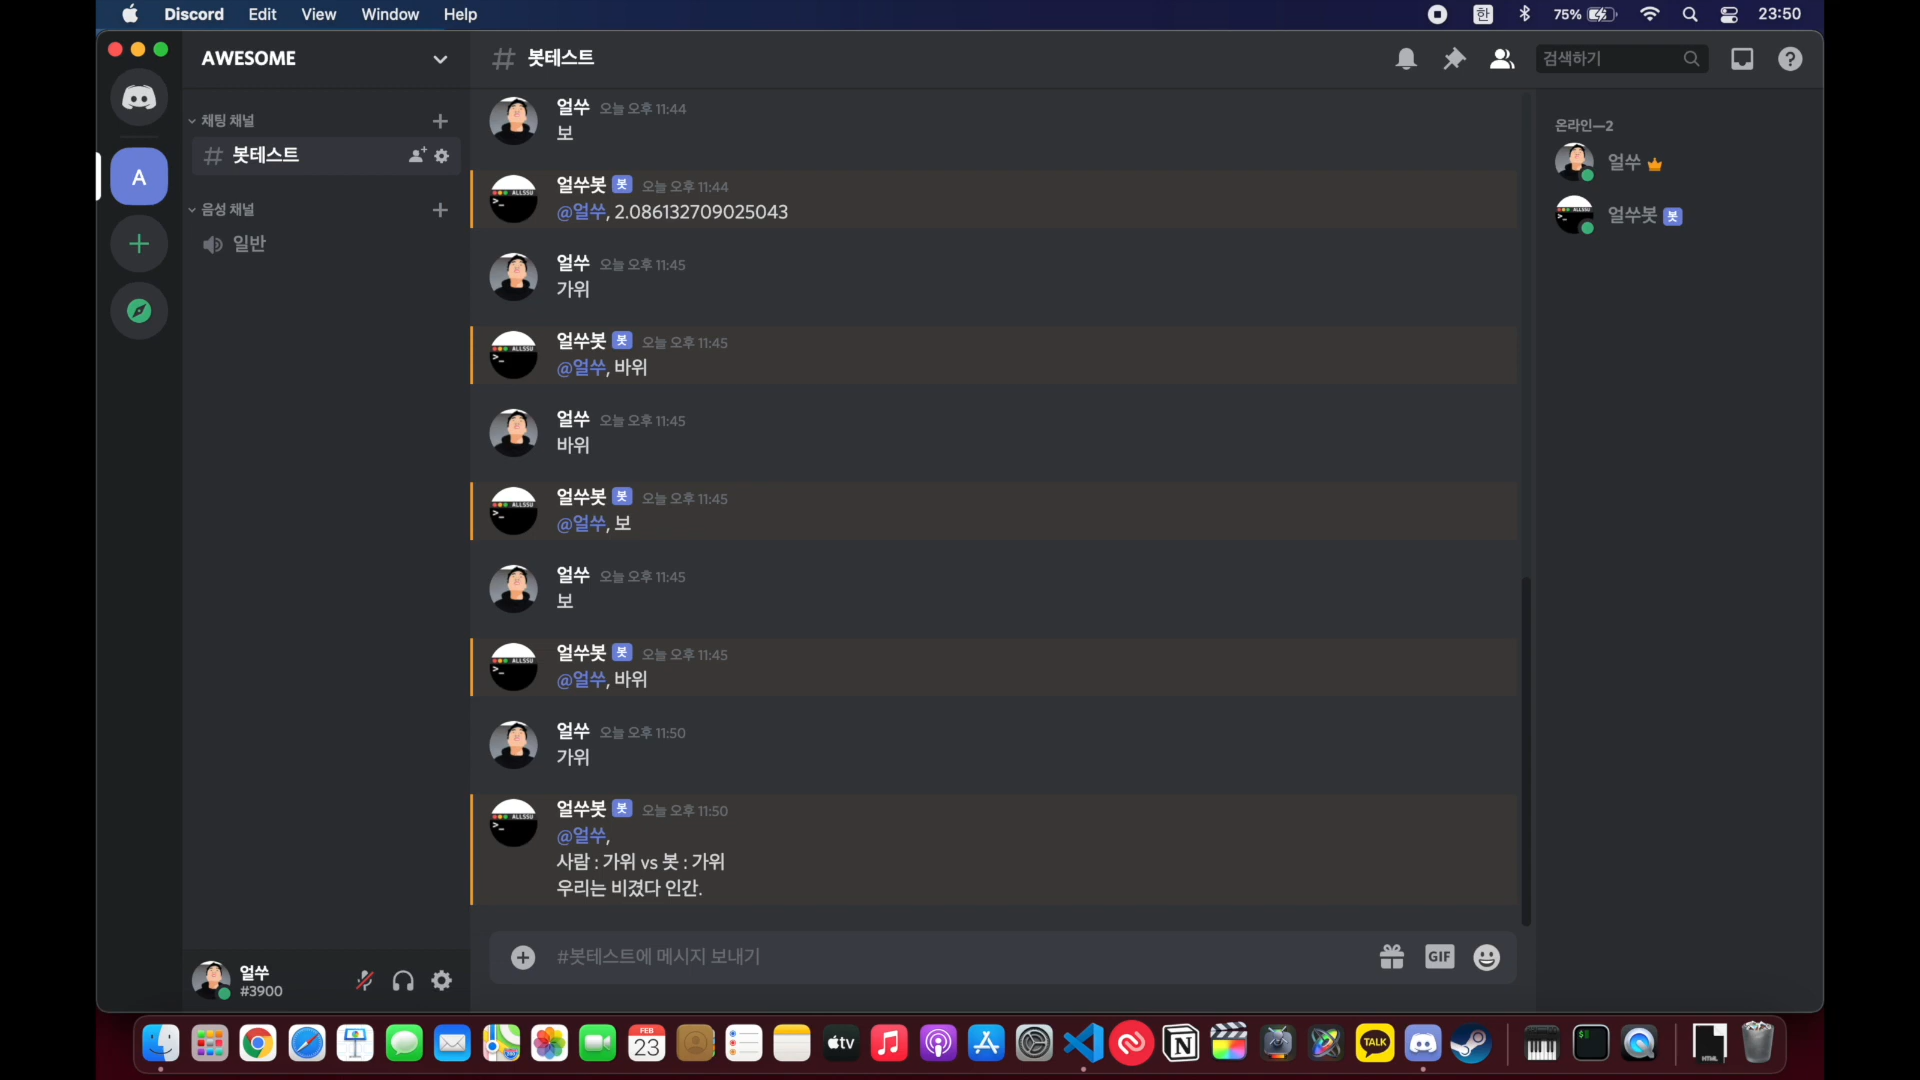 Discord Edit View Window Help
한 75% 23:50
AWESOME
# 봇테스트
검색하기
채팅 채널
# 봇테스트
음성 채널
일반
A
얼쑤 오늘 오후 11:44
보
얼쑤봇 봇 오늘 오후 11:44
@얼쑤, 2.086132709025043
얼쑤 오늘 오후 11:45
가위
얼쑤봇 봇 오늘 오후 11:45
@얼쑤, 바위
얼쑤 오늘 오후 11:45
바위
얼쑤봇 봇 오늘 오후 11:45
@얼쑤, 보
얼쑤 오늘 오후 11:45
보
얼쑤봇 봇 오늘 오후 11:45
@얼쑤, 바위
얼쑤 오늘 오후 11:50
가위
얼쑤봇 봇 오늘 오후 11:50
@얼쑤,
사람 : 가위 vs 봇 : 가위
우리는 비겼다 인간.
#봇테스트에 메시지 보내기
GIF
온라인—2
얼쑤
얼쑤봇 봇
얼쑤
#3900
FEB
23
tv
TALK
HTML